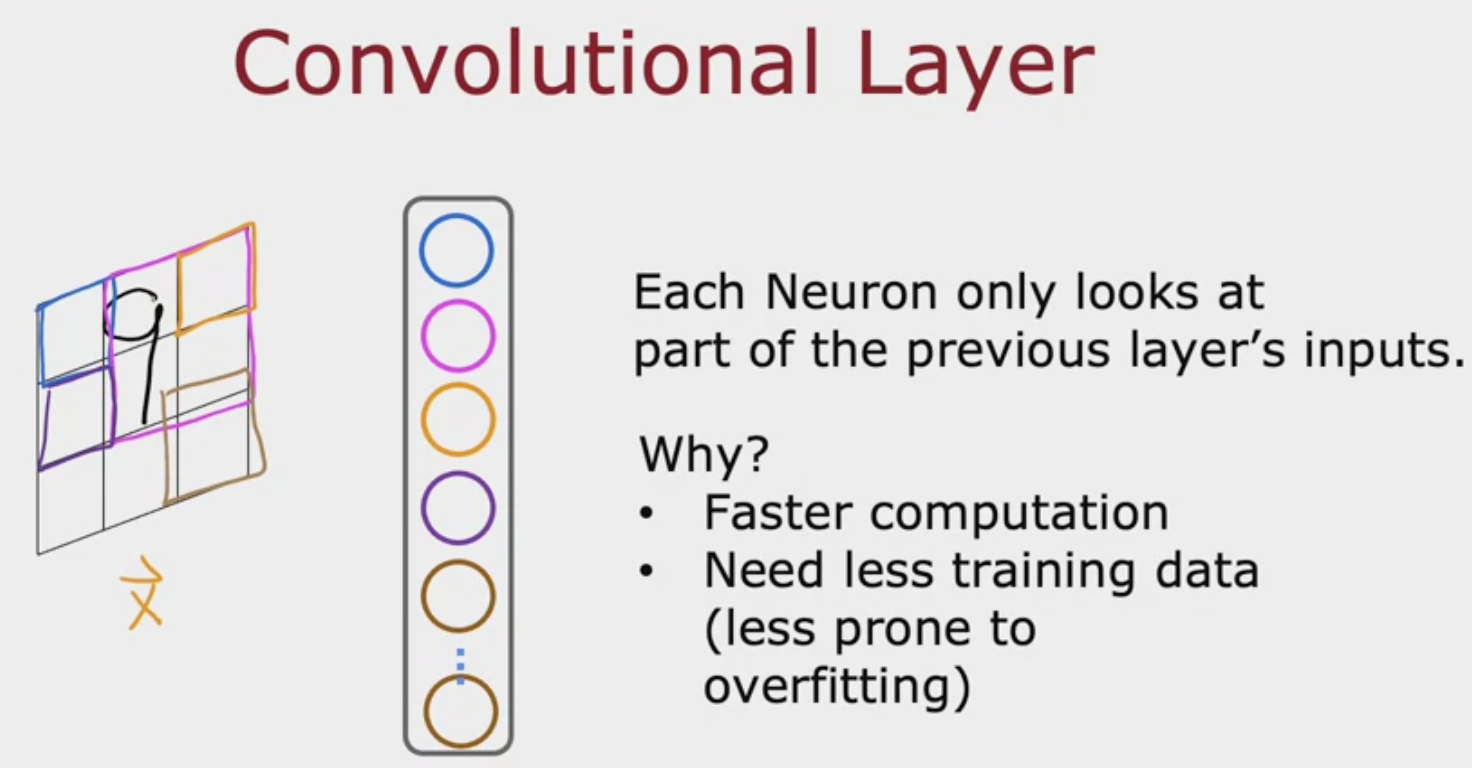 Convolutional Layer
9
Each Neuron only looks at
part of the previous layer’s inputs.
Why?
• Faster computation
• Need less training data
(less prone to
overfitting)
x⃗